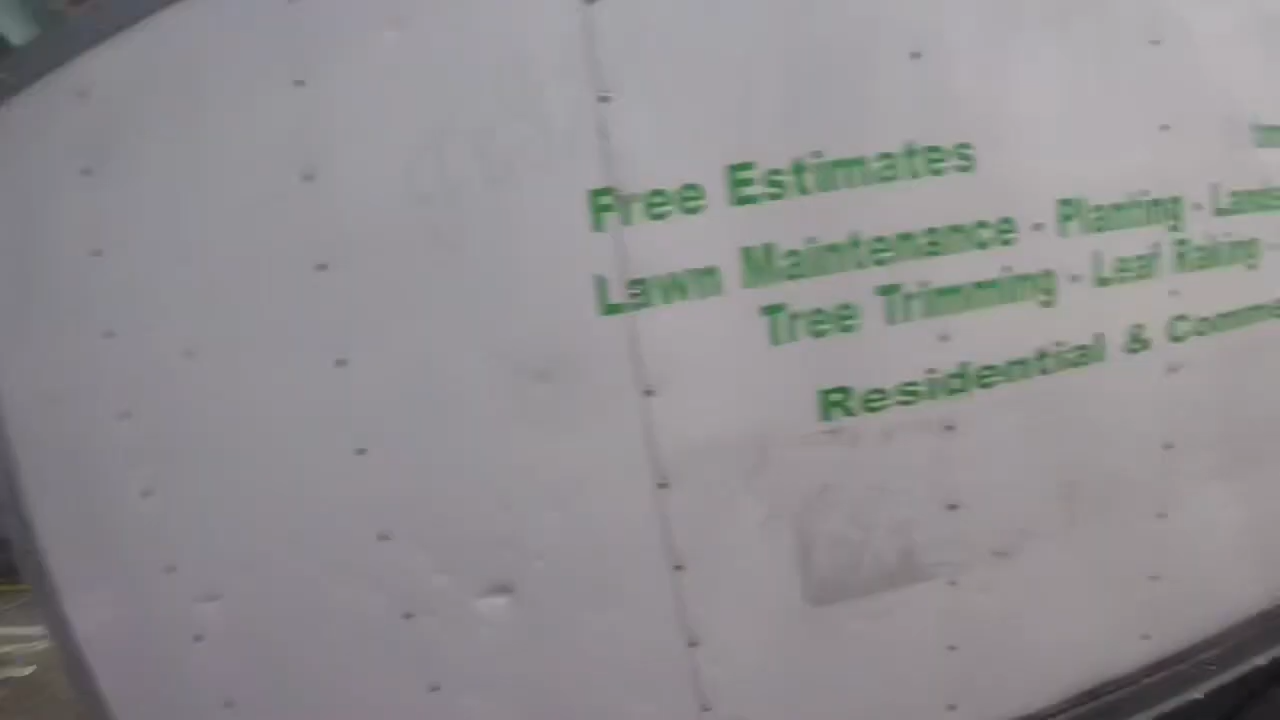 Free Estimates
Lawn Maintenance - Planting -
Tree Trimming - Leaf Raking -
Residential &